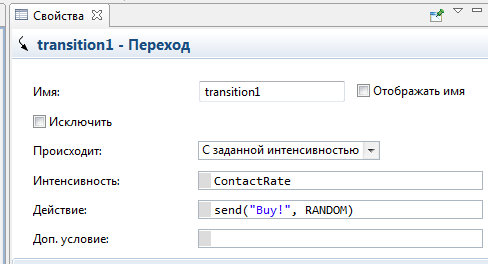 Свойства
transition1 - Переход
Имя: transition1 Отображать имя
Исключить
Происходит: С заданной интенсивностью
Интенсивность: ContactRate
Действие: send("Buy!", RANDOM)
Доп. условие: